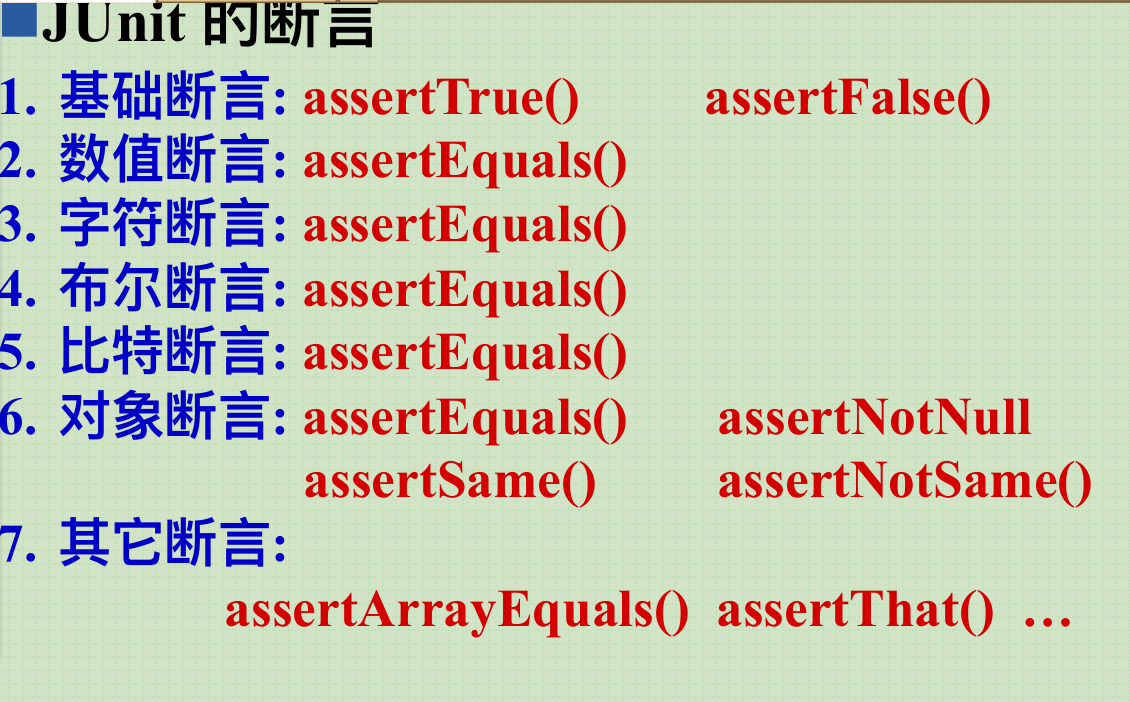 JUnit 的断言
1. 基础断言: assertTrue() assertFalse()
2. 数值断言: assertEquals()
3. 字符断言: assertEquals()
4. 布尔断言: assertEquals()
5. 比特断言: assertEquals()
6. 对象断言: assertEquals() assertNotNull
assertSame() assertNotSame()
7. 其它断言:
assertArrayEquals() assertThat() …